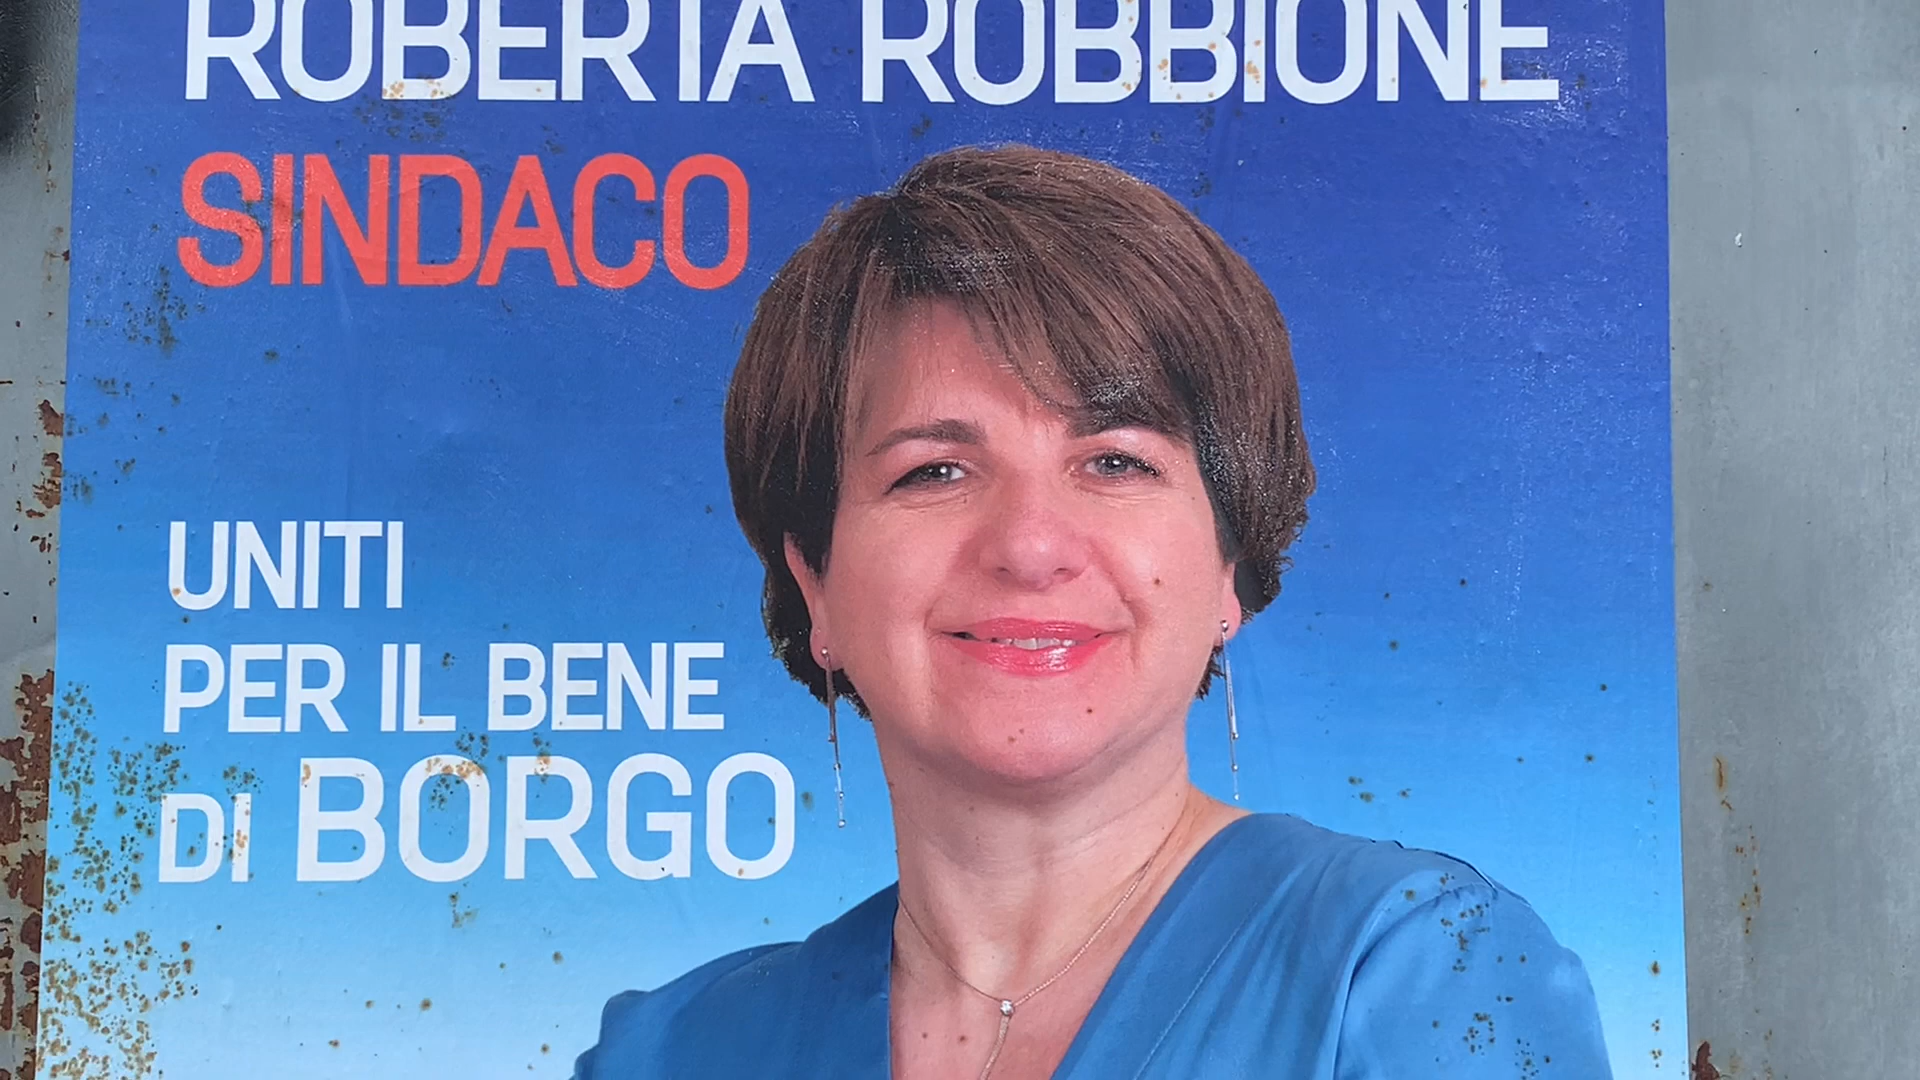 ROBERTA ROBBIONE
SINDACO
UNITI
PER IL BENE
DI BORGO